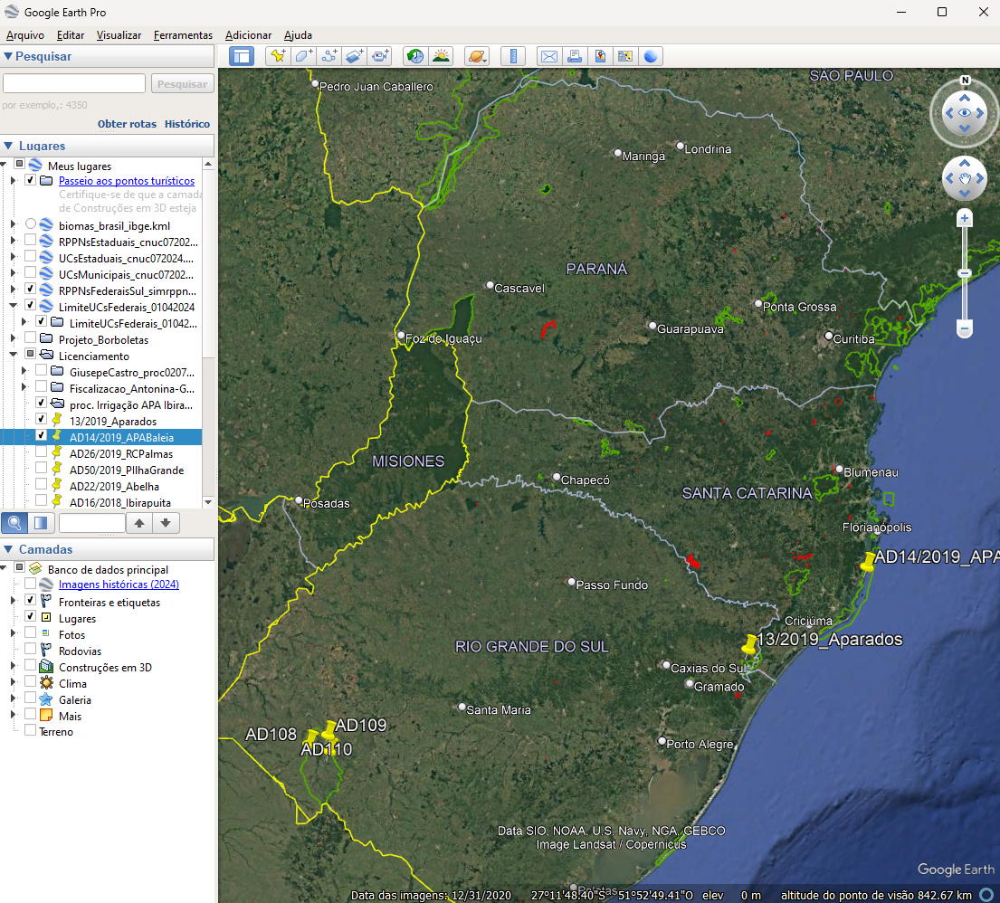 Google Earth Pro
Arquivo Editar Visualizar Ferramentas Adicionar Ajuda
Pesquisar
Pesquisar
por exemplo,: 4350
Obter rotas Histórico
Lugares
Meus lugares
Passeio aos pontos turísticos
Certifique-se de que a camada
de Construções em 3D esteja
biomas_brasil_ibge.kml
RPPNsEstaduais_cnuc07202...
UCsEstaduais_cnuc072024....
UCsMunicipais_cnuc07202...
RPPNsFederaisSul_simrppn...
LimiteUCsFederais_01042024
LimiteUCsFederais_01042...
Projeto_Borboletas
Licenciamento
GiusepeCastro_proc0207...
Fiscalizacao_Antonina-G...
proc. Irrigação APA Ibira...
13/2019_Aparados
AD14/2019_APABaleia
AD26/2019_RCPalmas
AD50/2019_PIlhaGrande
AD22/2019_Abelha
AD16/2018_Ibirapuita
Camadas
Banco de dados principal
Imagens históricas (2024)
Fronteiras e etiquetas
Lugares
Fotos
Rodovias
Construções em 3D
Clima
Galeria
Mais
Terreno
SÃO PAULO
N
Pedro Juan Caballero
Londrina
Maringá
PARANÁ
Cascavel
Ponta Grossa
Guarapuava
Foz do Iguaçu
Curitiba
MISIONES
Chapecó
Blumenau
SANTA CATARINA
Posadas
Florianópolis
AD14/2019_APA
Passo Fundo
Criciúma
13/2019_Aparados
RIO GRANDE DO SUL
Caxias do Sul
Gramado
Santa Maria
AD109
AD108
AD110
Porto Alegre
Data SIO, NOAA, U.S. Navy, NGA, GEBCO
Image Landsat / Copernicus
Google Earth
Pelotas
Data das imagens: 12/31/2020 27°11'48.40"S 51°52'49.41"O elev 0 m altitude do ponto de visão 842.67 km